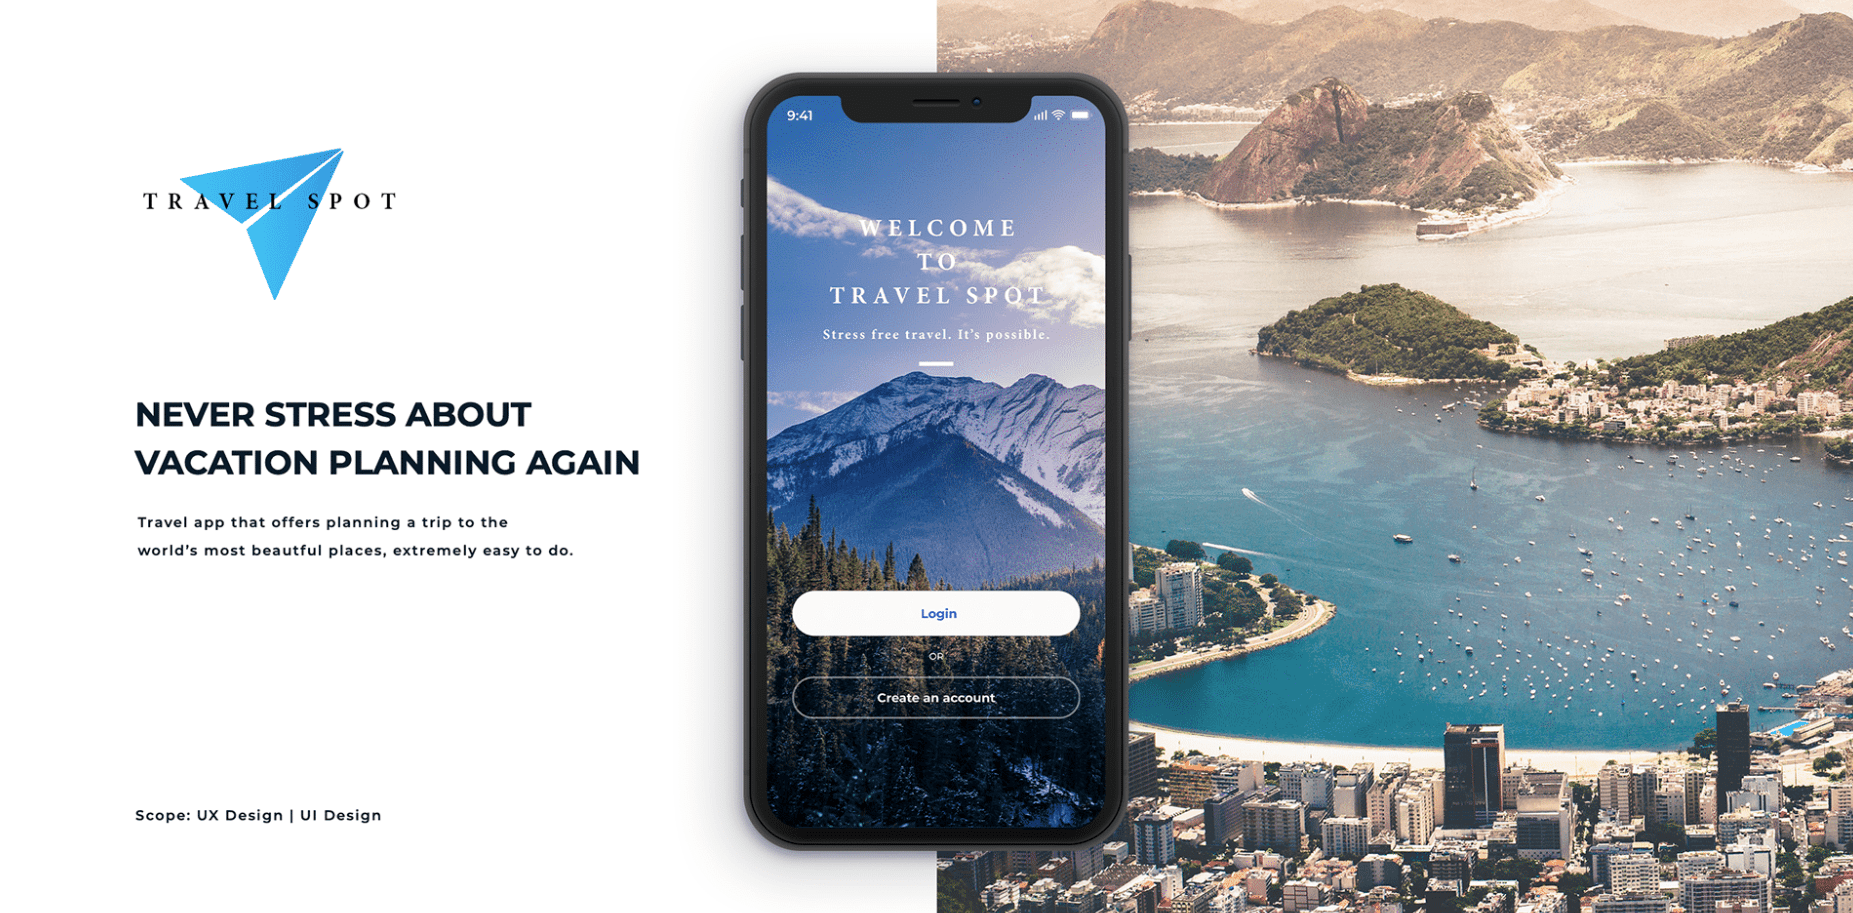 TRAVEL SPOT
NEVER STRESS ABOUT
VACATION PLANNING AGAIN
Travel app that offers planning a trip to the
world's most beautful places, extremely easy to do.
Scope: UX Design | UI Design
9:41
WELCOME
TO
TRAVEL SPOT
Stress free travel. It's possible.
Login
OR
Create an account